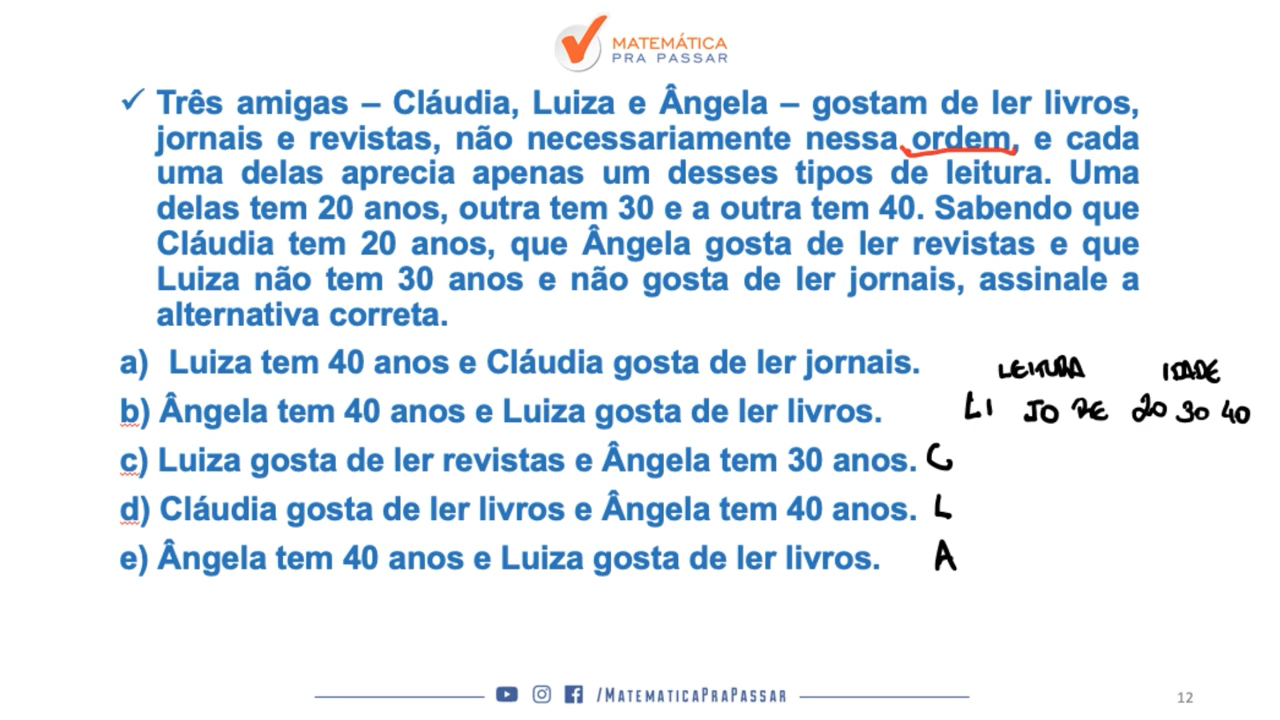 MATEMÁTICA
PRA PASSAR
✓ Três amigas – Cláudia, Luiza e Ângela – gostam de ler livros,
jornais e revistas, não necessariamente nessa ordem, e cada
uma delas aprecia apenas um desses tipos de leitura. Uma
delas tem 20 anos, outra tem 30 e a outra tem 40. Sabendo que
Cláudia tem 20 anos, que Ângela gosta de ler revistas e que
Luiza não tem 30 anos e não gosta de ler jornais, assinale a
alternativa correta.
a) Luiza tem 40 anos e Cláudia gosta de ler jornais.
LEITURA IDADE
b) Ângela tem 40 anos e Luiza gosta de ler livros.
LI JO RE 20 30 40
c) Luiza gosta de ler revistas e Ângela tem 30 anos. C
d) Cláudia gosta de ler livros e Ângela tem 40 anos. L
e) Ângela tem 40 anos e Luiza gosta de ler livros. A
/MATEMATICAPRAPASSAR
12